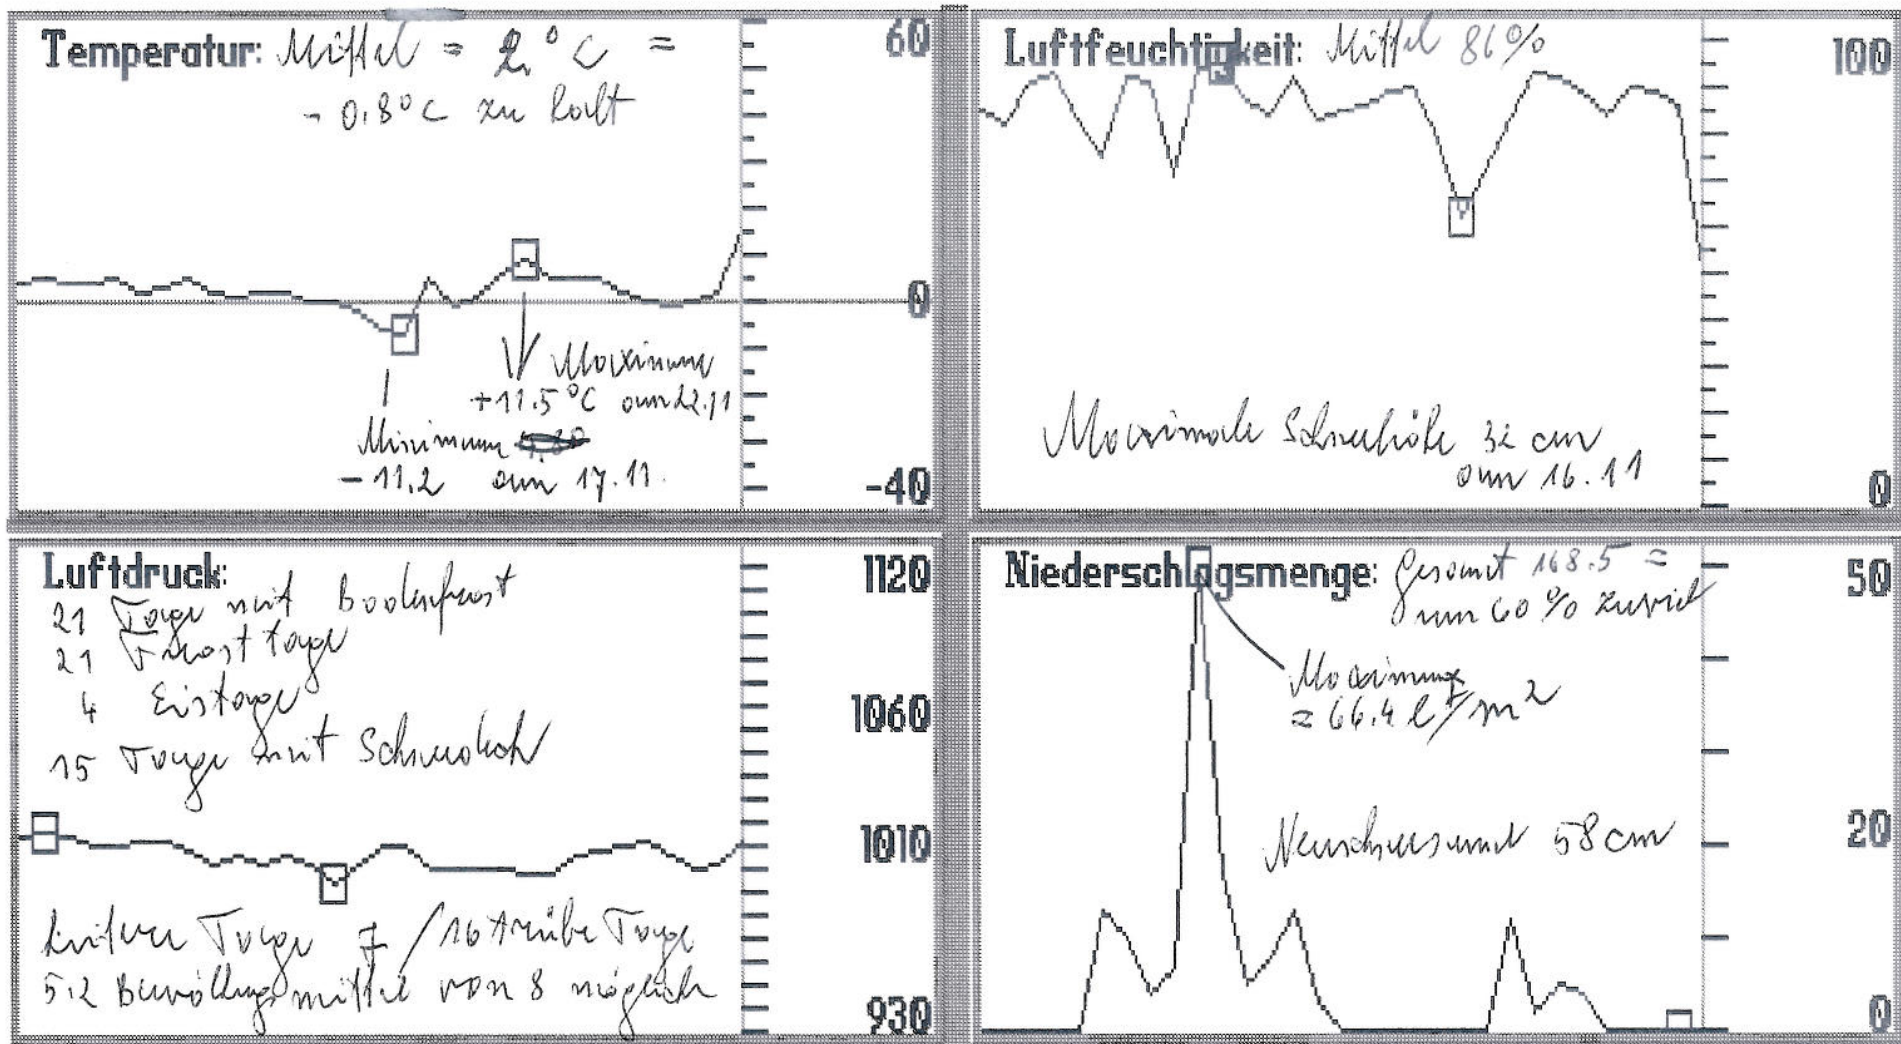 Temperatur: Mittel = 2.°C =
- 0.8°C zu kalt
60
0
-40
Maximum
+11.5°C am 22.11
Minimum
- 11.2 am 17.11.
Luftfeuchtigkeit: Mittel 86%
100
0
Maximale Schneehöhe 32 cm
am 16.11
Luftdruck:
21 Tage mit Bodenfrost
21 Frosttage
4 Eistage
15 Tage mit Schneedeck
1120
1060
1010
930
heitere Tage 7 / 16 trübe Tage
5.2 Bewölkungsmittel von 8 möglich
Niederschlagsmenge: Gesamt 168.5 =
um 60% zuviel
50
20
0
Maximum
= 66.4 l/m²
Neuschneesumme 58 cm